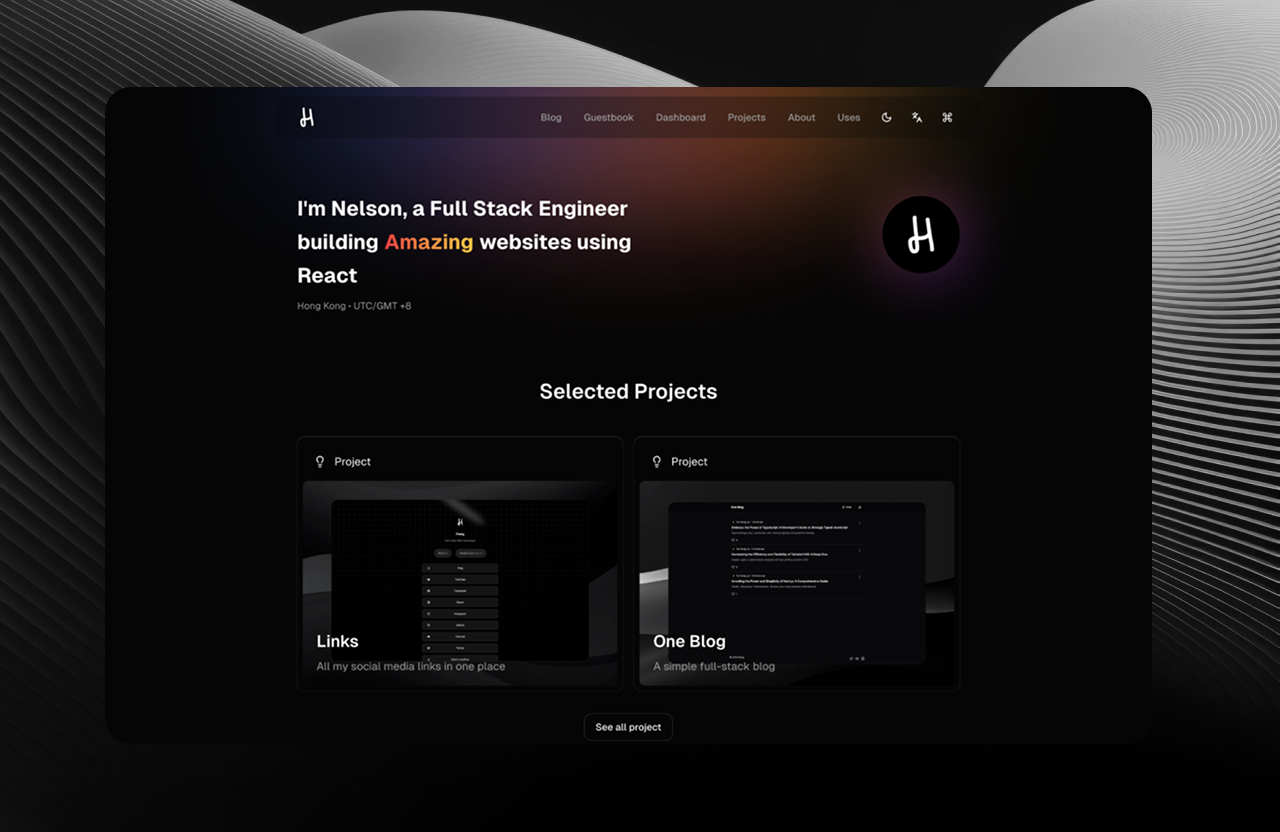 Blog Guestbook Dashboard Projects About Uses
I'm Nelson, a Full Stack Engineer
building Amazing websites using
React
Hong Kong • UTC/GMT +8
Selected Projects
Project
Links
All my social media links in one place
Project
One Blog
One Blog
A simple full-stack blog
See all project